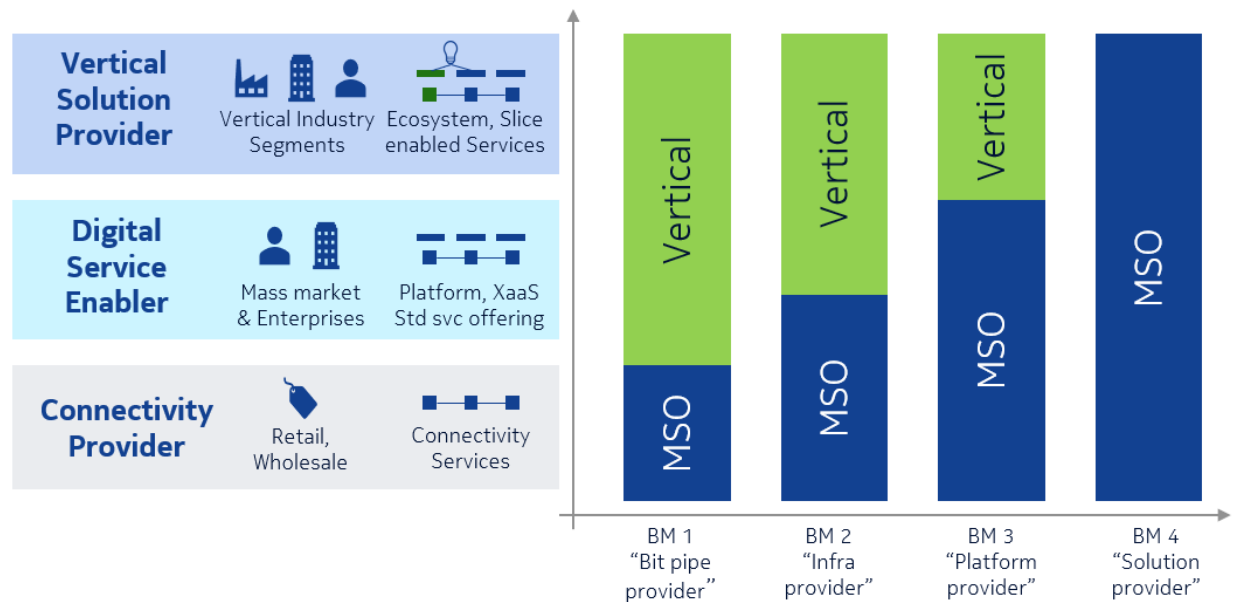 Vertical
Solution
Provider
Vertical Industry
Segments
Ecosystem, Slice
enabled Services
Digital
Service
Enabler
Mass market
& Enterprises
Platform, XaaS
Std svc offering
Connectivity
Provider
Retail,
Wholesale
Connectivity
Services
Vertical
MSO
Vertical
MSO
Vertical
MSO
MSO
BM 1
“Bit pipe
provider”
BM 2
“Infra
provider”
BM 3
“Platform
provider”
BM 4
“Solution
provider”